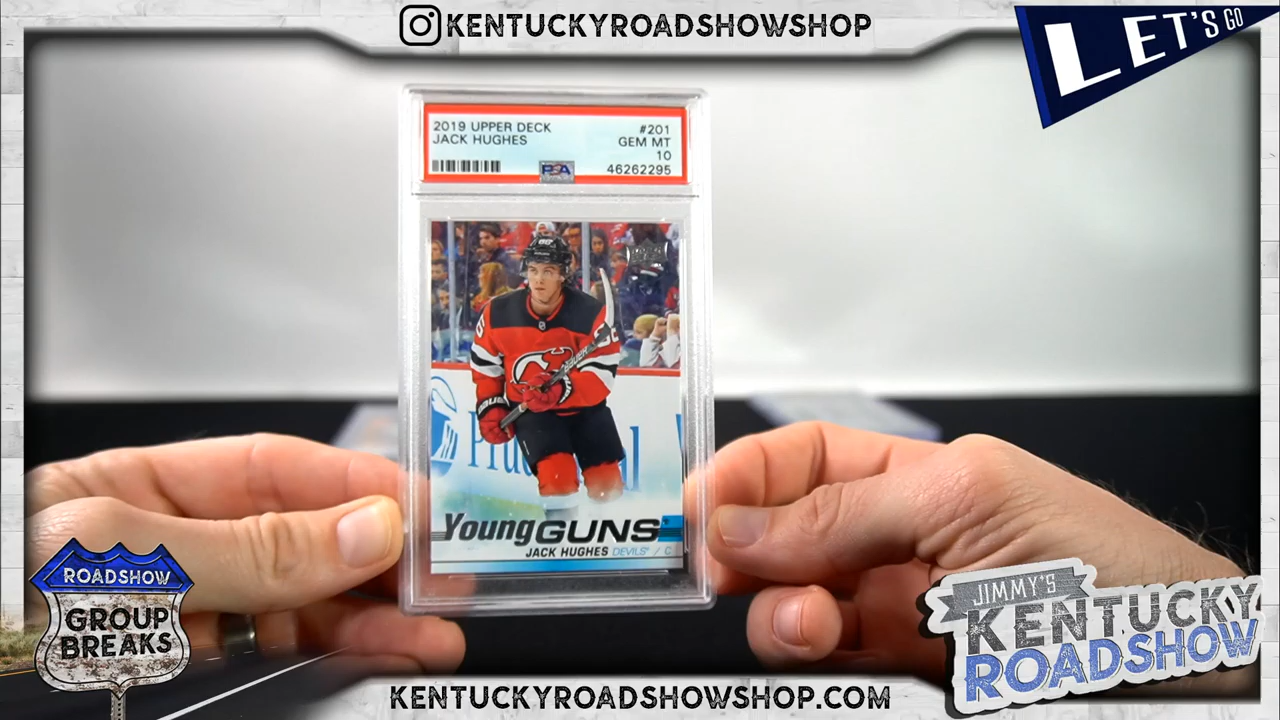 KENTUCKYROADSHOWSHOP
LET'S GO
2019 UPPER DECK #201
JACK HUGHES GEM MT
10
PSA 46262295
YoungGUNS
JACK HUGHES DEVILS / C
ROADSHOW
GROUP
BREAKS
JIMMY'S
KENTUCKY
ROADSHOW
KENTUCKYROADSHOWSHOP.COM